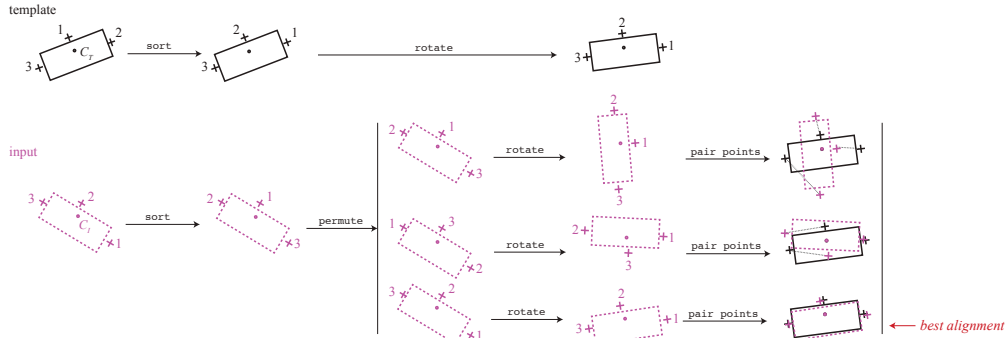 template
1 2 3 C_T
sort
2 1 3
rotate
2 1 3
input
3 2 1 C_I
sort
2 1 3
permute
2 1 3
rotate
2 1 3
pair points
1 3 2
rotate
2 1 3
pair points
3 2 1
rotate
2 1 3
pair points
best alignment